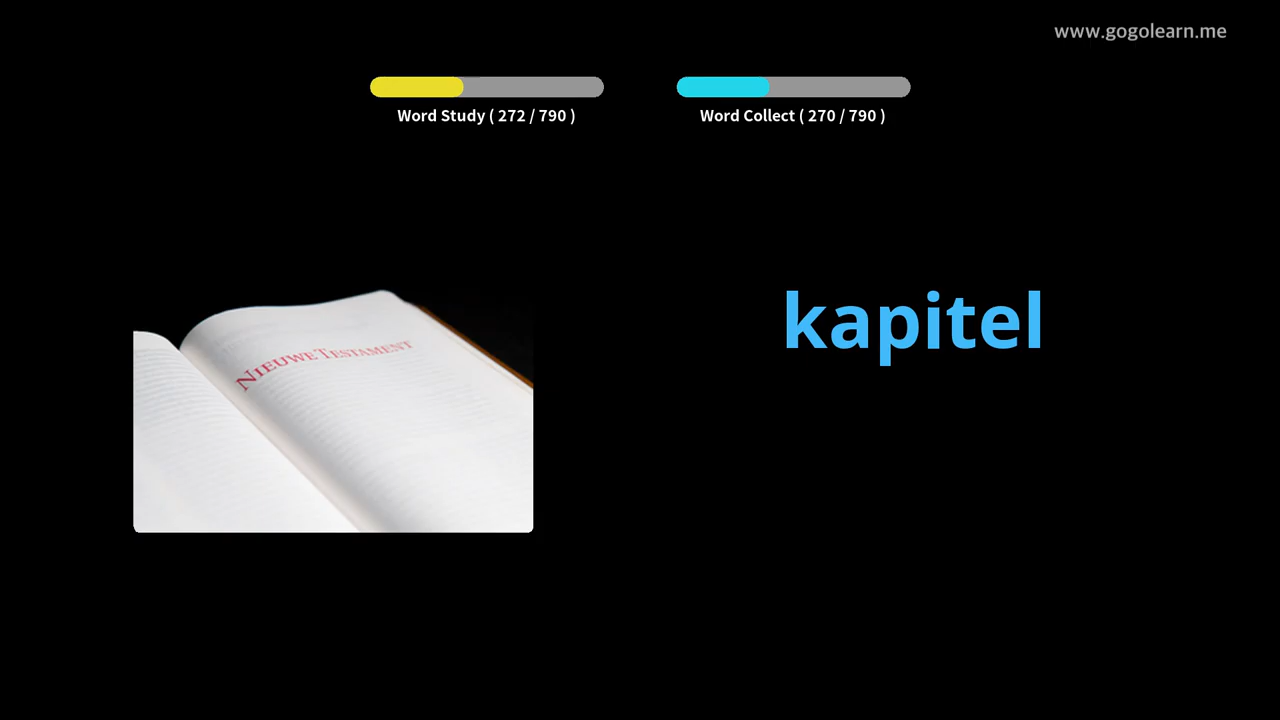 www.gogolearn.me
Word Study ( 272 / 790 )
Word Collect ( 270 / 790 )
NIEUWE TESTAMENT
kapitel